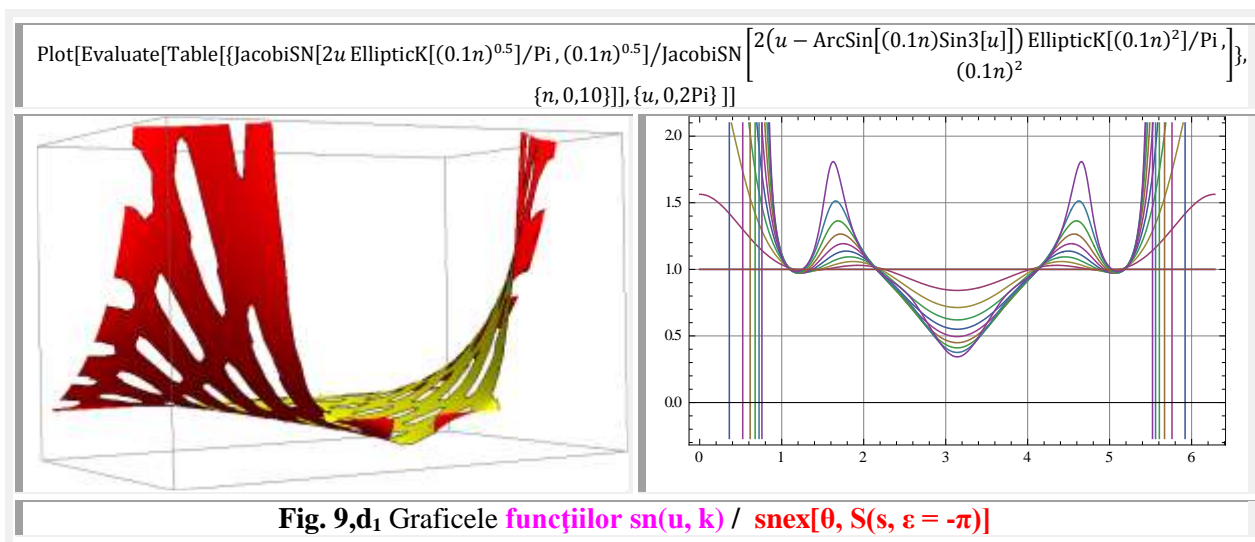 Plot[Evaluate[Table[{JacobiSN[2u EllipticK[(0.1n)^0.5]/Pi , (0.1n)^0.5]/JacobiSN [2(u − ArcSin[(0.1n)Sin3[u]]) EllipticK[(0.1n)^2]/Pi , ]},
(0.1n)^2
{n, 0,10}]], {u, 0,2Pi} ]]
2.0
1.5
1.0
0.5
0.0
0 1 2 3 4 5 6
Fig. 9,d₁ Graficele funcţiilor sn(u, k) / snex[θ, S(s, ε = -π)]